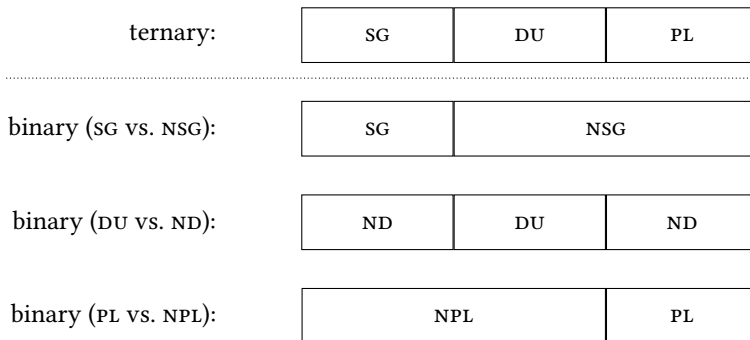 ternary: SG DU PL
binary (SG vs. NSG): SG NSG
binary (DU vs. ND): ND DU ND
binary (PL vs. NPL): NPL PL